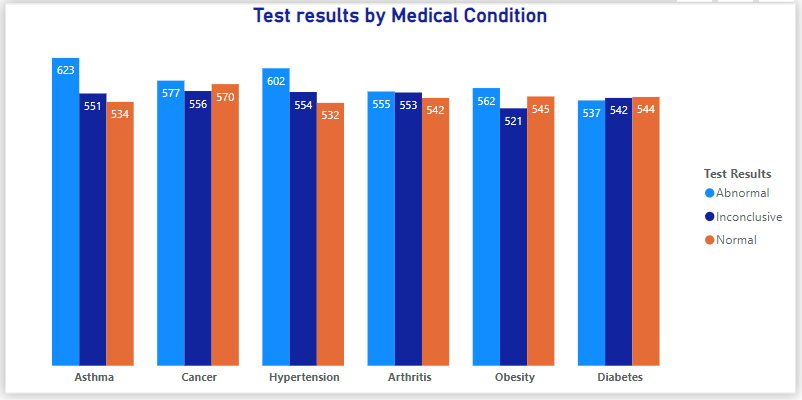 Test results by Medical Condition
623
551
534
577
556
570
602
554
532
555
553
542
562
521
545
537
542
544
Test Results
Abnormal
Inconclusive
Normal
Asthma
Cancer
Hypertension
Arthritis
Obesity
Diabetes